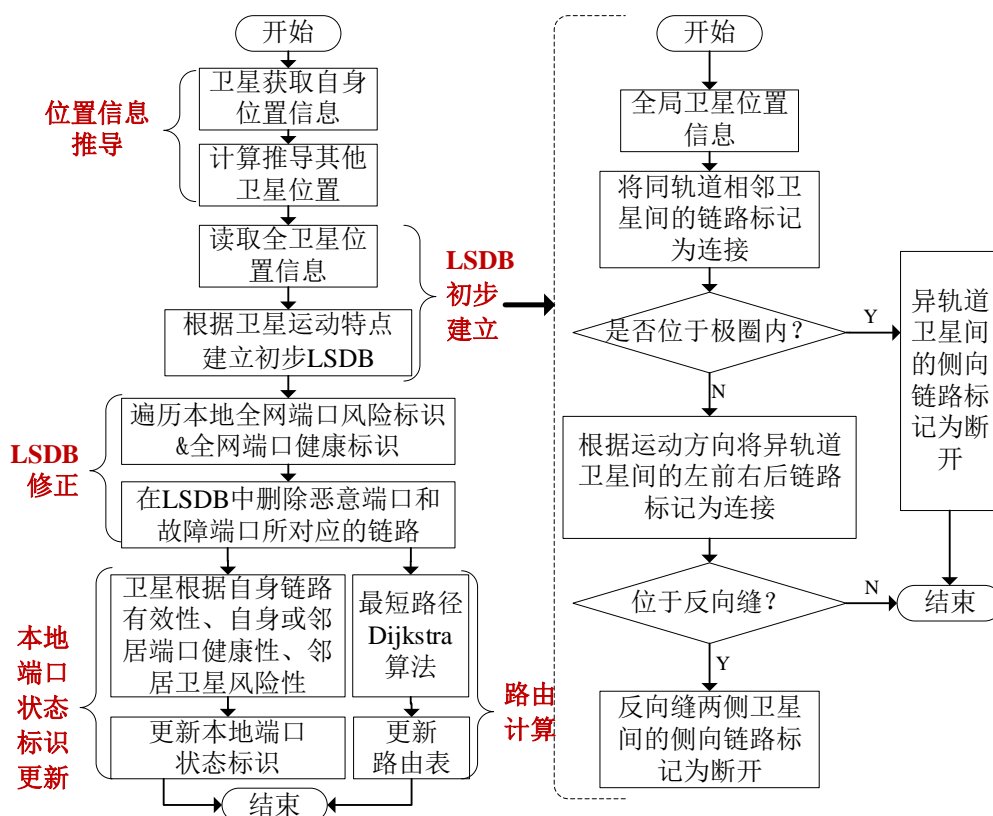 开始
卫星获取自身
位置信息
位置信息
推导
计算推导其他
卫星位置
读取全卫星位
置信息
LSDB
初步
建立
根据卫星运动特点
建立初步LSDB
遍历本地全网端口风险标识
&全网端口健康标识
LSDB
修正
在LSDB中删除恶意端口和
故障端口所对应的链路
卫星根据自身链路
有效性、自身或邻
居端口健康性、邻
居卫星风险性
最短路径
Dijkstra
算法
本地
端口
状态
标识
更新
路由
计算
更新本地端口
状态标识
更新
路由表
结束
开始
全局卫星位置
信息
将同轨道相邻卫
星间的链路标记
为连接
是否位于极圈内?
Y
N
异轨道
卫星间
的侧向
链路标
记为断
开
根据运动方向将异轨道
卫星间的左前右后链路
标记为连接
位于反向缝?
N
结束
Y
反向缝两侧卫星
间的侧向链路标
记为断开